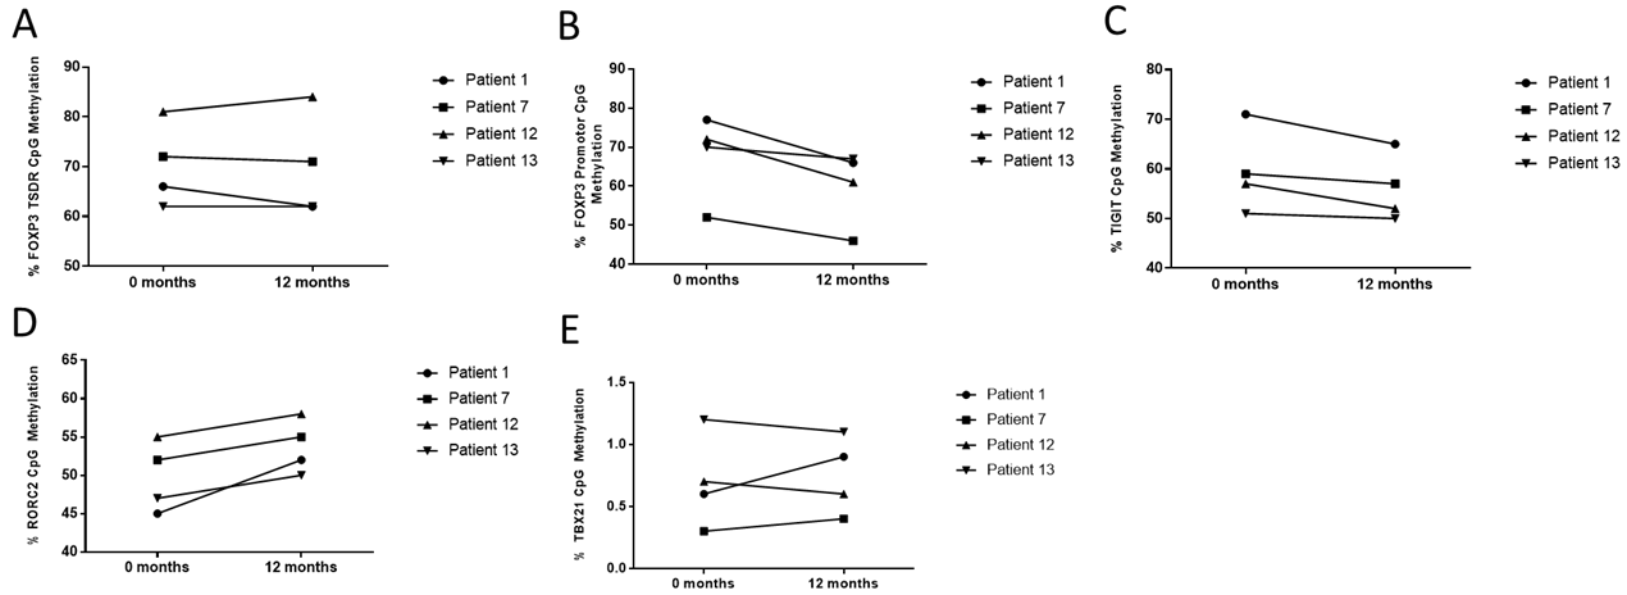 A
% FOXP3 TSDR CpG Methylation
90
80
70
60
50
0 months
12 months
Patient 1
Patient 7
Patient 12
Patient 13
B
% FOXP3 Promotor CpG
Methylation
90
80
70
60
50
40
0 months
12 months
Patient 1
Patient 7
Patient 12
Patient 13
C
% TIGIT CpG Methylation
80
70
60
50
40
0 months
12 months
Patient 1
Patient 7
Patient 12
Patient 13
D
% RORC2 CpG Methylation
65
60
55
50
45
40
0 months
12 months
Patient 1
Patient 7
Patient 12
Patient 13
E
% TBX21 CpG Methylation
1.5
1.0
0.5
0.0
0 months
12 months
Patient 1
Patient 7
Patient 12
Patient 13